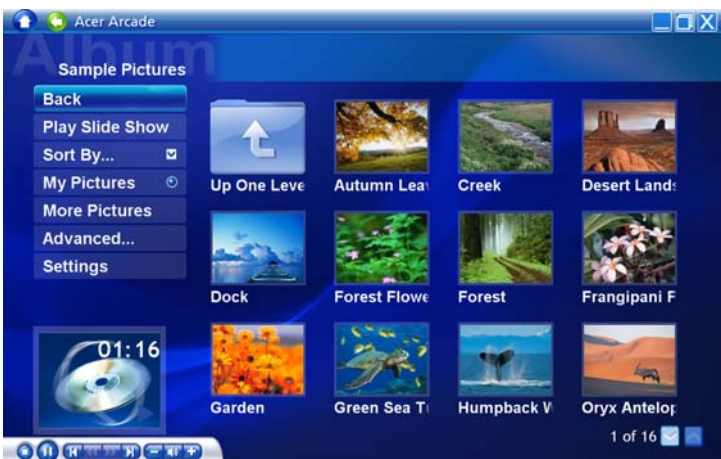 Acer Arcade
Album
Sample Pictures
Back
Play Slide Show
Sort By...
My Pictures
More Pictures
Advanced...
Settings
01:16
Up One Leve
Autumn Lea
Creek
Desert Land
Dock
Forest Flowe
Forest
Frangipani F
Garden
Green Sea T
Humpback W
Oryx Antelop
1 of 16